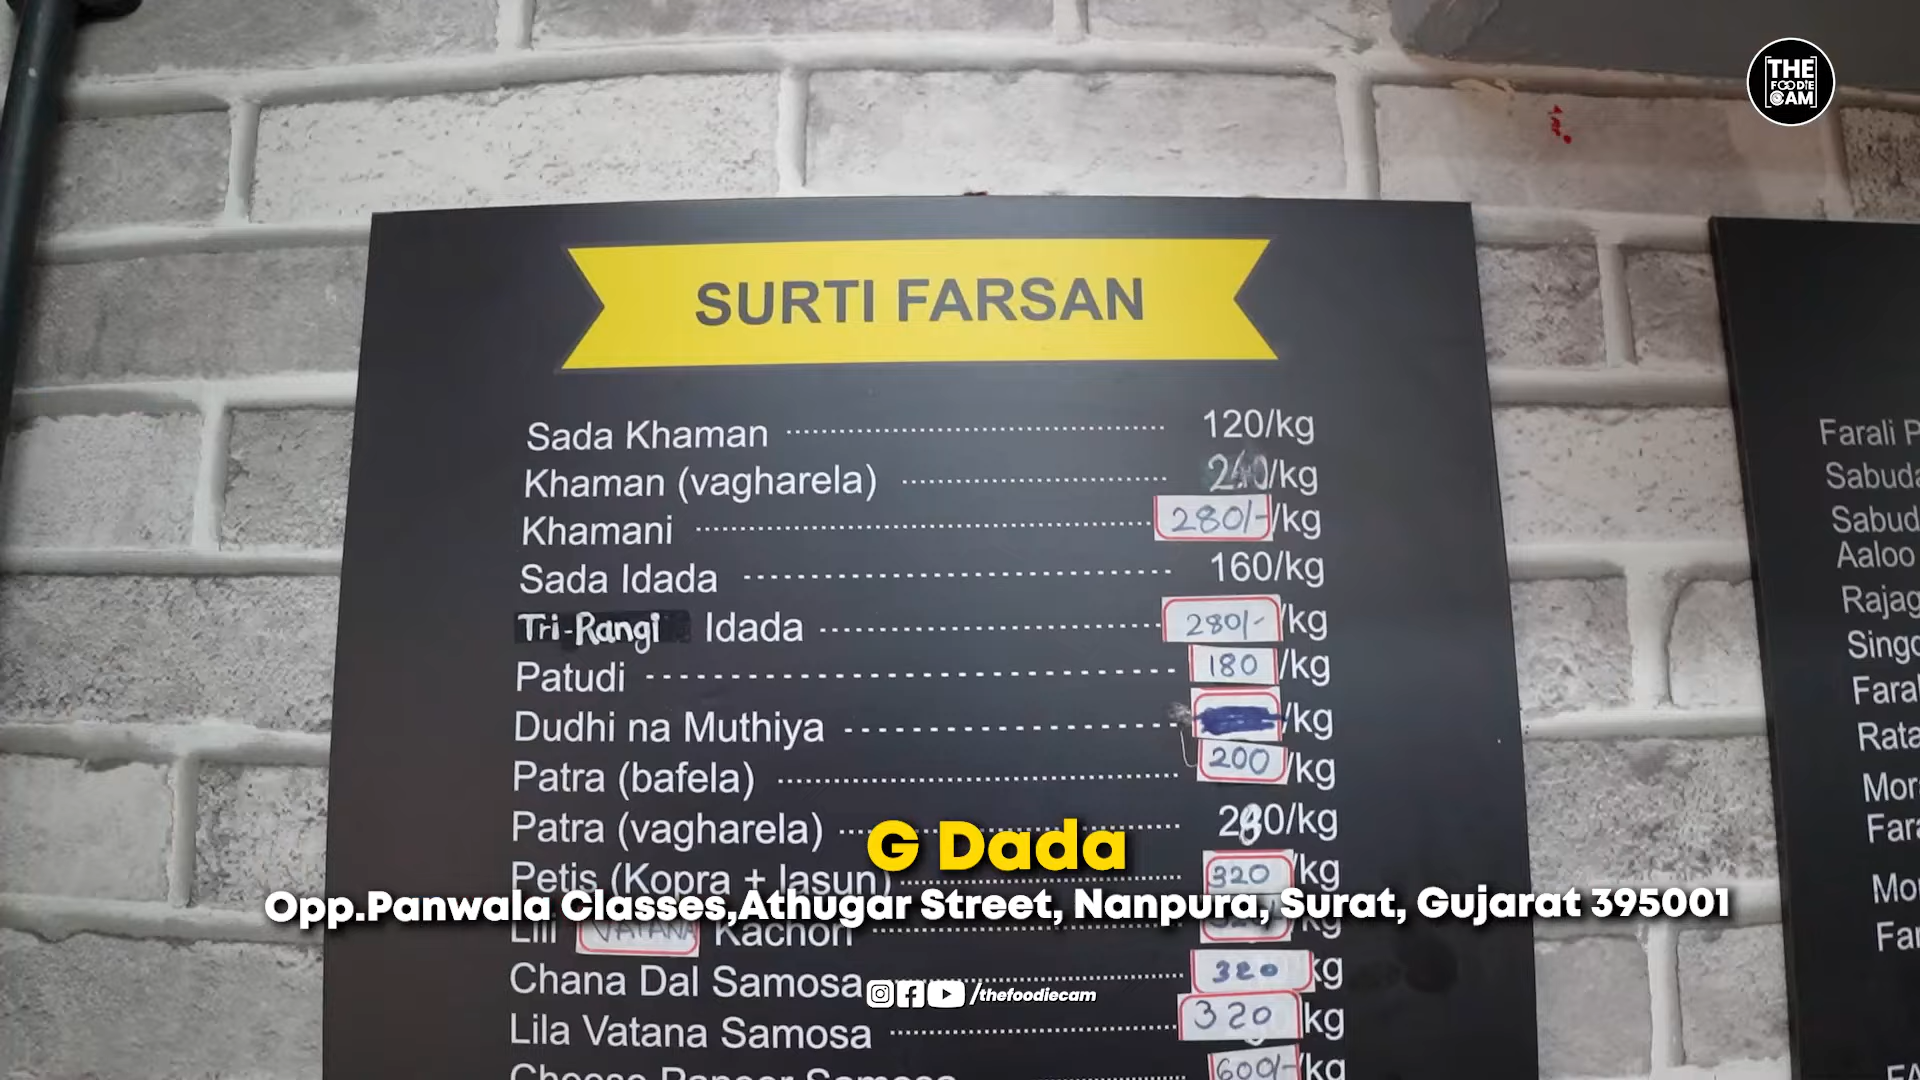 THE
FOODIE
CAM
SURTI FARSAN
Sada Khaman 120/kg
Khaman (vagharela) 240/kg
Khamani 280/-/kg
Sada Idada 160/kg
Tri-Rangi Idada 280/-/kg
Patudi 180/kg
Dudhi na Muthiya /kg
Patra (bafela) 200/kg
Patra (vagharela) 280/kg
Petis (Kopra + lasun) 320/kg
Lili VATANA Kachori /kg
Chana Dal Samosa 320 kg
Lila Vatana Samosa 320 kg
Cheese Paneer Samosa 600/-/kg
Farali P
Sabuda
Sabud
Aaloo
Rajag
Singo
Faral
Rata
Mor
Fara
Mo
Far
FA
G Dada
Opp.Panwala Classes,Athugar Street, Nanpura, Surat, Gujarat 395001
/thefoodiecam